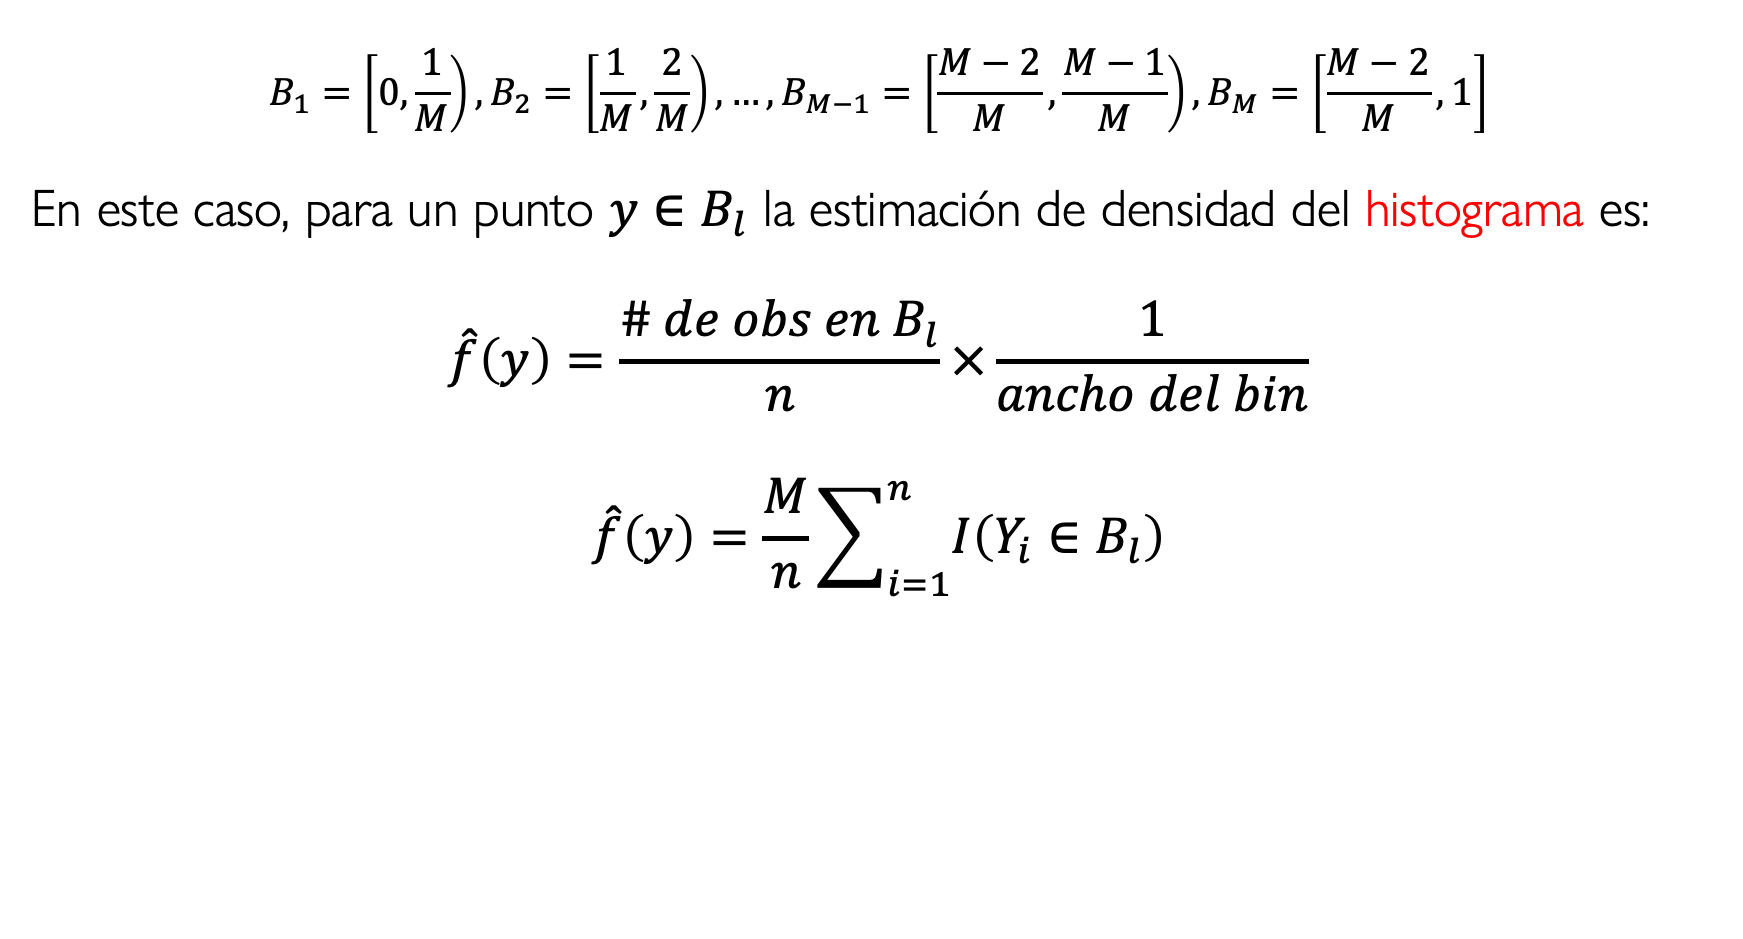 B₁ = [0, 1/M), B₂ = [1/M, 2/M), …, B_{M−1} = [(M − 2)/M, (M − 1)/M), B_M = [(M − 2)/M, 1]
En este caso, para un punto y ∈ B_l la estimación de densidad del histograma es:
f̂(y) = (# de obs en B_l)/n × 1/(ancho del bin)
f̂(y) = M/n ∑_{i=1}^{n} I(Y_i ∈ B_l)